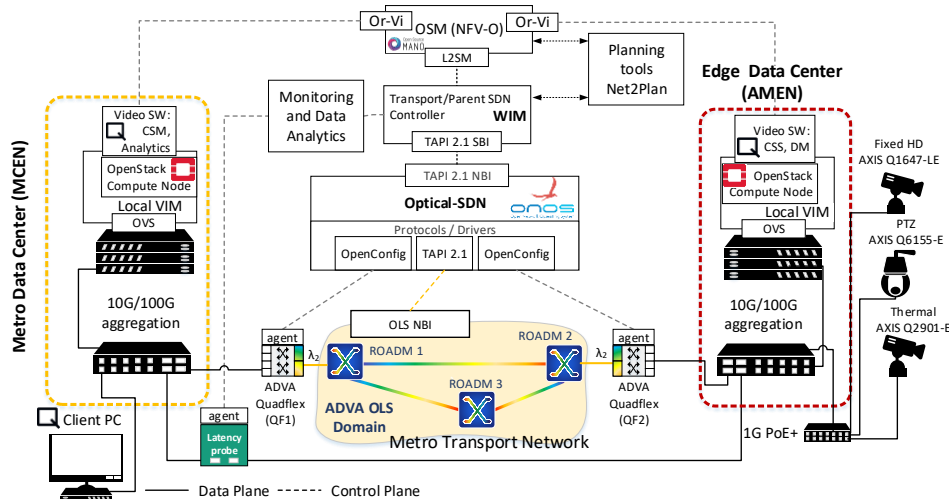 Or-Vi
OSM (NFV-O)
Or-Vi
Open Source
MANO
L2SM
Planning
tools
Net2Plan
Edge Data Center
(AMEN)
Monitoring
and Data
Analytics
Transport/Parent SDN
Controller
WIM
TAPI 2.1 SBI
Video SW:
CSM,
Analytics
OpenStack
Compute Node
Local VIM
OVS
Metro Data Center (MCEN)
10G/100G
aggregation
TAPI 2.1 NBI
Optical-SDN
onos
Protocols / Drivers
OpenConfig
TAPI 2.1
OpenConfig
Video SW:
CSS, DM
OpenStack
Compute Node
Local VIM
OVS
10G/100G
aggregation
Fixed HD
AXIS Q1647-LE
PTZ
AXIS Q6155-E
Thermal
AXIS Q2901-E
agent
OLS NBI
agent
λ2
ROADM 1
ROADM 2
λ2
ROADM 3
ADVA
Quadflex
(QF1)
ADVA OLS
Domain
Metro Transport Network
ADVA
Quadflex
(QF2)
1G PoE+
Client PC
agent
Latency
probe
Data Plane
Control Plane